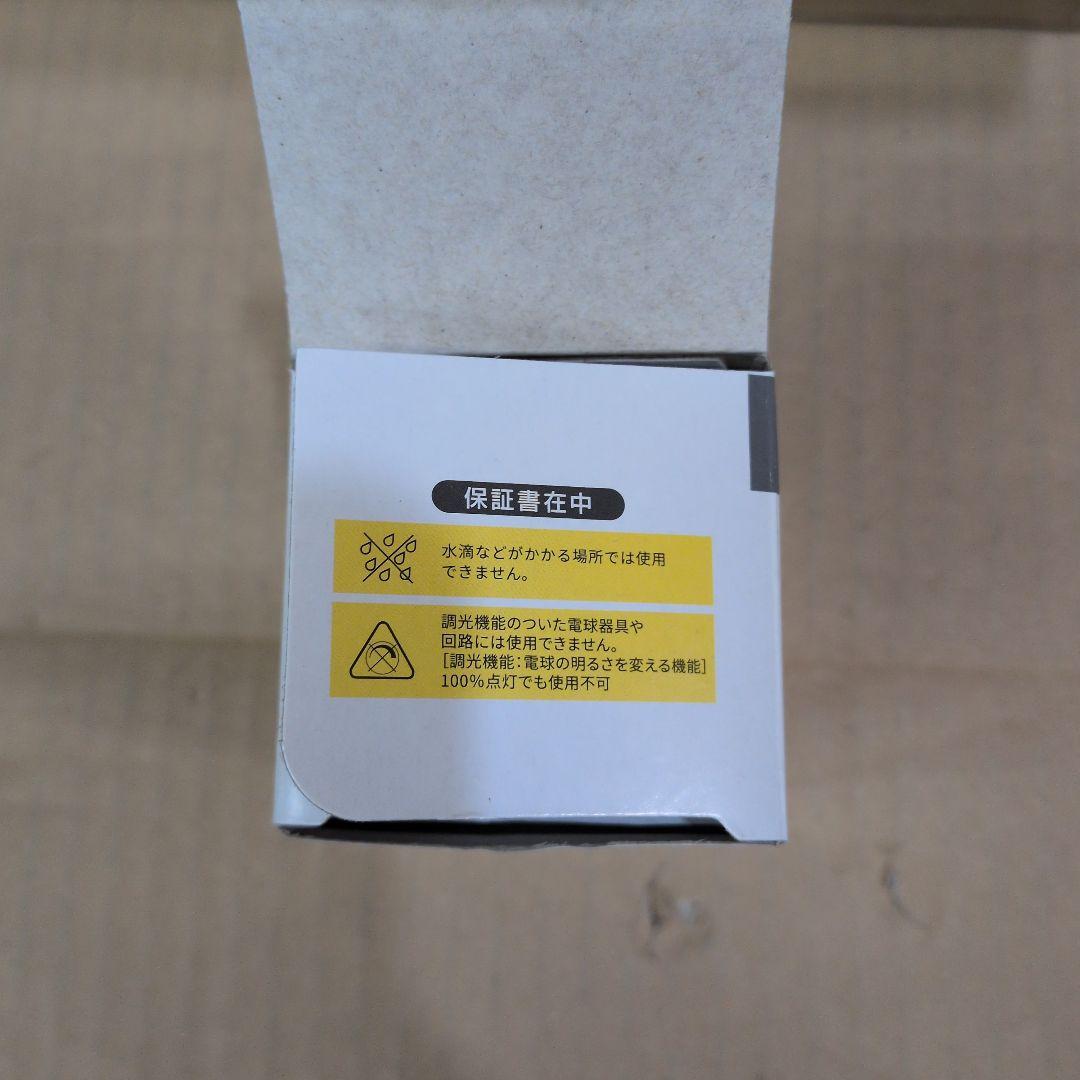 保証書在中
水滴などがかかる場所では使用
できません。
調光機能のついた電球器具や
回路には使用できません。
[調光機能:電球の明るさを変える機能]
100%点灯でも使用不可